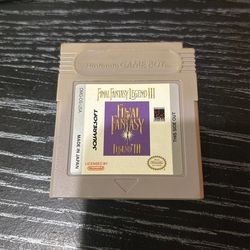 Nintendo GAME BOY
FINAL FANTASY LEGEND III
DMG-D5-USA
SQUARESOFT
MADE IN JAPAN
FINAL
FANTASY
LEGEND III
THIS SIDE OUT
LICENSED BY
Nintendo